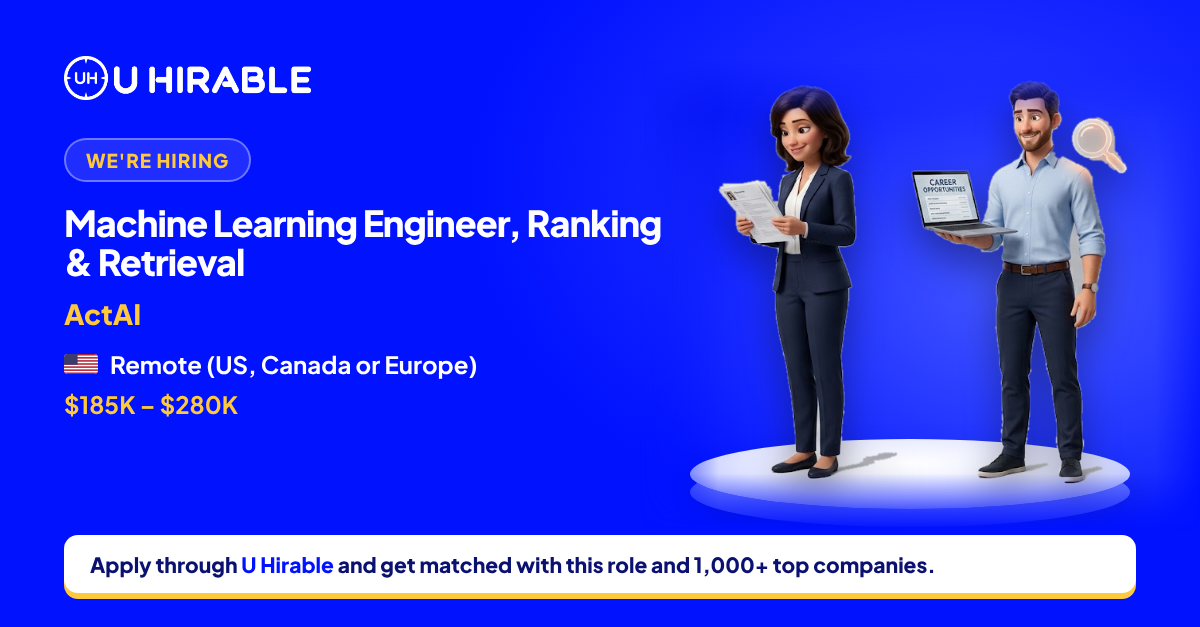 UH U HIRABLE
WE'RE HIRING
Machine Learning Engineer, Ranking
& Retrieval
ActAI
Remote (US, Canada or Europe)
$185K – $280K
CAREER
OPPORTUNITIES
Apply through U Hirable and get matched with this role and 1,000+ top companies.